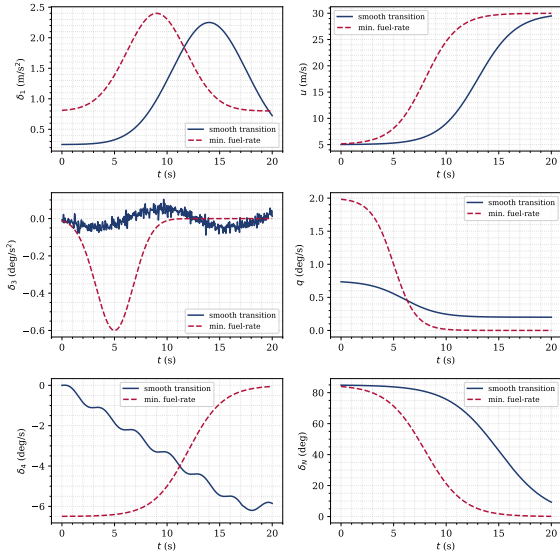 2.5
2.0
1.5
1.0
0.5
δ₁ (m/s²)
smooth transition
min. fuel-rate
0 5 10 15 20
t (s)
30
25
20
15
10
5
u (m/s)
smooth transition
min. fuel-rate
0 5 10 15 20
t (s)
0.0
−0.2
−0.4
−0.6
δ₃ (deg/s²)
smooth transition
min. fuel-rate
0 5 10 15 20
t (s)
2.0
1.5
1.0
0.5
0.0
q (deg/s)
smooth transition
min. fuel-rate
0 5 10 15 20
t (s)
0
−2
−4
−6
δ₄ (deg/s)
smooth transition
min. fuel-rate
0 5 10 15 20
t (s)
80
60
40
20
0
δₙ (deg)
smooth transition
min. fuel-rate
0 5 10 15 20
t (s)